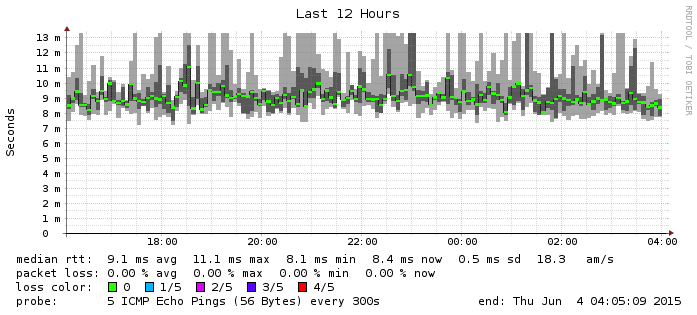 Last 12 Hours
RRDTOOL / TOBI OETIKER
Seconds
13 m
12 m
11 m
10 m
9 m
8 m
7 m
6 m
5 m
4 m
3 m
2 m
1 m
0
18:00 20:00 22:00 00:00 02:00 04:00
median rtt: 9.1 ms avg 11.1 ms max 8.1 ms min 8.4 ms now 0.5 ms sd 18.3 am/s
packet loss: 0.00 % avg 0.00 % max 0.00 % min 0.00 % now
loss color: 0 1/5 2/5 3/5 4/5
probe: 5 ICMP Echo Pings (56 Bytes) every 300s end: Thu Jun 4 04:05:09 2015